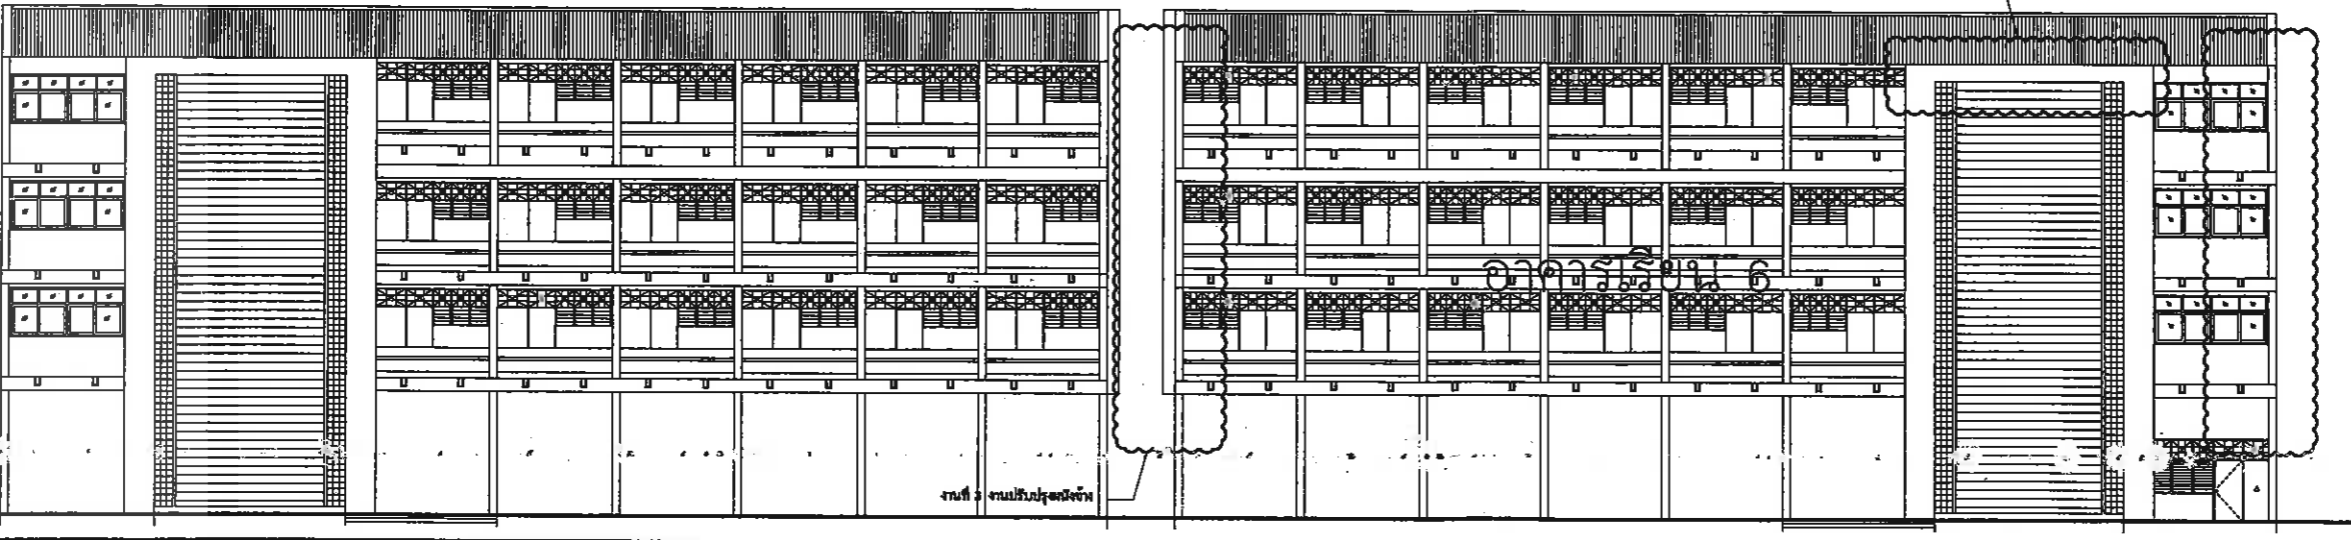 อาคารเรียน 6
งานที่ 3 งานปรับปรุงผนังข้าง